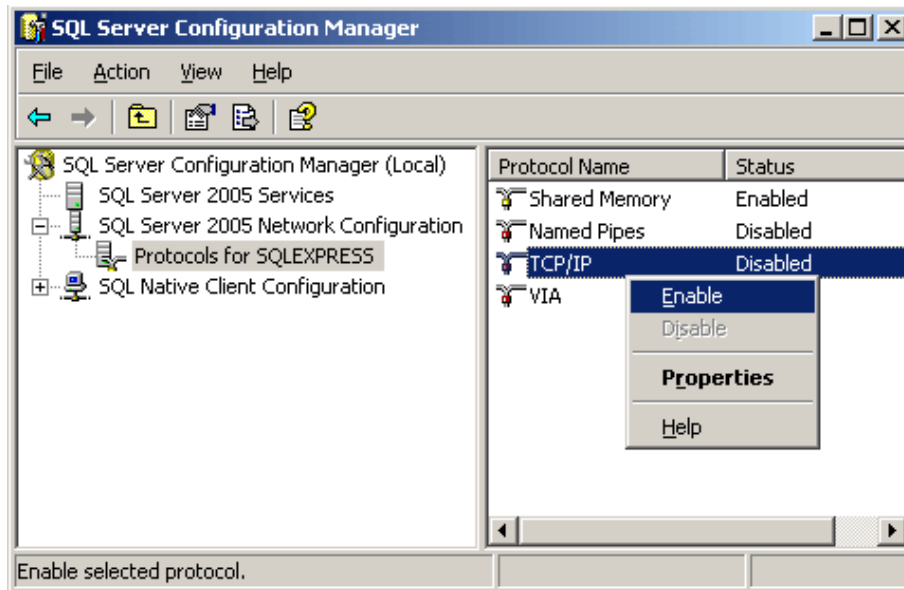 SQL Server Configuration Manager
File Action View Help
SQL Server Configuration Manager (Local)
SQL Server 2005 Services
SQL Server 2005 Network Configuration
Protocols for SQLEXPRESS
SQL Native Client Configuration
Protocol Name Status
Shared Memory Enabled
Named Pipes Disabled
TCP/IP Disabled
VIA
Enable
Disable
Properties
Help
Enable selected protocol.